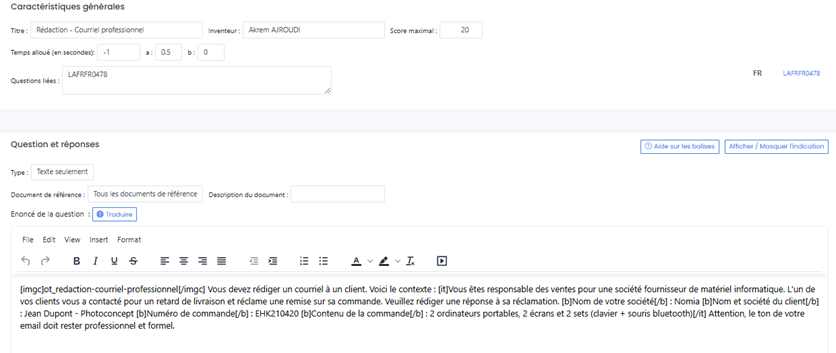 Caractéristiques générales
Titre : Rédaction - Courriel professionnel Inventeur : Akrem AJROUDI Score maximal : 20
Temps alloué (en secondes): -1 a : 0.5 b : 0
Questions liées : LAFRFR0478 FR LAFRFR0478
Question et réponses Aide sur les balises Afficher / Masquer l'indication
Type : Texte seulement
Document de référence : Tous les documents de référence Description du document :
Enoncé de la question : Traduire
File Edit View Insert Format
B I U S A
[imgc]ot_redaction-courriel-professionnel[/imgc] Vous devez rédiger un courriel à un client. Voici le contexte : [it]Vous êtes responsable des ventes pour une société fournisseur de matériel informatique. L'un de
vos clients vous a contacté pour un retard de livraison et réclame une remise sur sa commande. Veuillez rédiger une réponse à sa réclamation. [b]Nom de votre société[/b] : Nomia [b]Nom et société du client[/b]
: Jean Dupont - Photoconcept [b]Numéro de commande[/b] : EHK210420 [b]Contenu de la commande[/b] : 2 ordinateurs portables, 2 écrans et 2 sets (clavier + souris bluetooth)[/it] Attention, le ton de votre
email doit rester professionnel et formel.